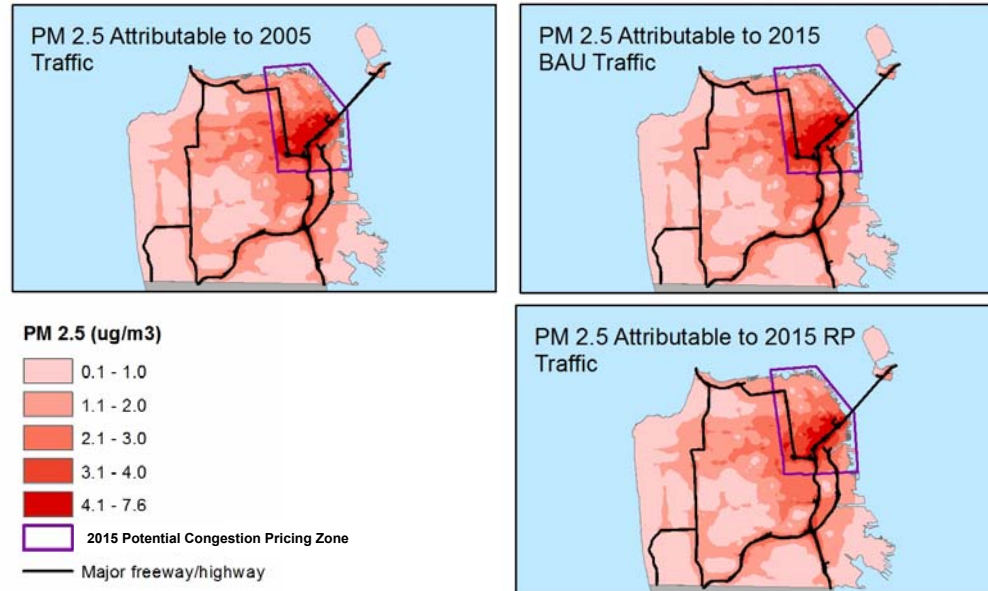 PM 2.5 Attributable to 2005
Traffic
PM 2.5 Attributable to 2015
BAU Traffic
PM 2.5 (ug/m3)
0.1 - 1.0
1.1 - 2.0
2.1 - 3.0
3.1 - 4.0
4.1 - 7.6
2015 Potential Congestion Pricing Zone
Major freeway/highway
PM 2.5 Attributable to 2015 RP
Traffic